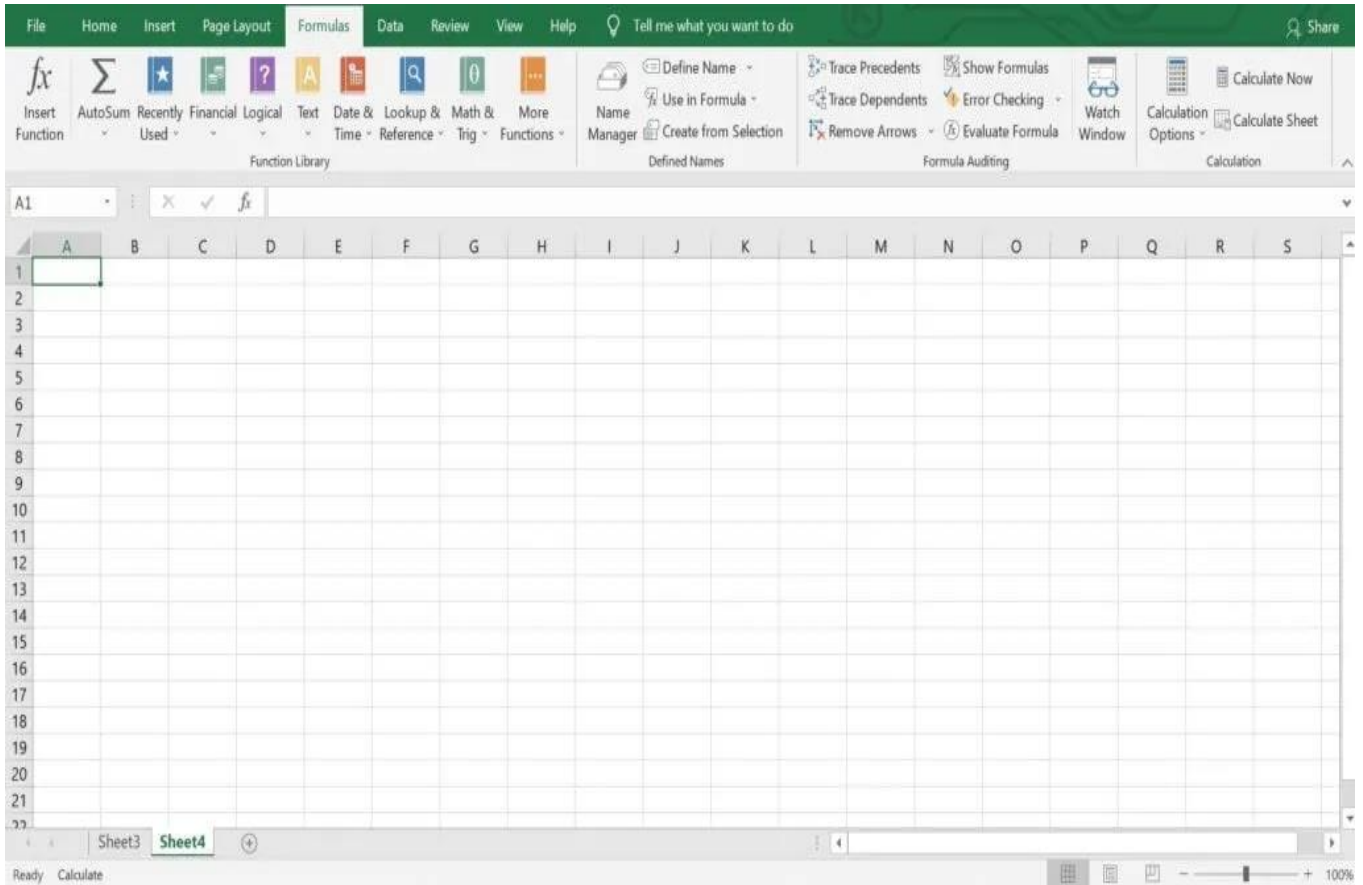 File Home Insert Page Layout Formulas Data Review View Help Tell me what you want to do Share
fx Σ ? A θ
Insert Function AutoSum Recently Used Financial Logical Text Date & Time Lookup & Reference Math & Trig More Functions
Function Library
Name Manager Define Name
Use in Formula
Create from Selection
Defined Names
Trace Precedents Show Formulas
Trace Dependents Error Checking
Remove Arrows Evaluate Formula
Watch Window
Formula Auditing
Calculation Options Calculate Now
Calculate Sheet
Calculation
A1 fx
A B C D E F G H I J K L M N O P Q R S
1
2
3
4
5
6
7
8
9
10
11
12
13
14
15
16
17
18
19
20
21
22
Sheet3 Sheet4
Ready Calculate 100%